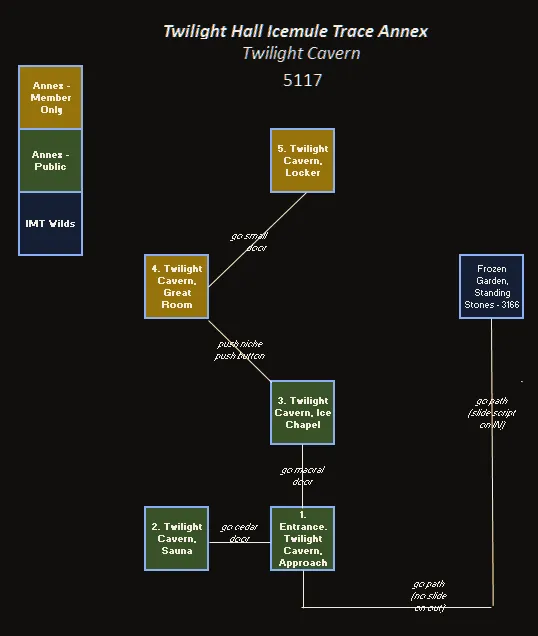 Twilight Hall Icemule Trace Annex
Twilight Cavern
5117
Annex -
Member
Only
Annex -
Public
IMT Wilds
5. Twilight
Cavern,
Locker
go small
door
4. Twilight
Cavern,
Great
Room
Frozen
Garden,
Standing
Stones - 3166
push niche
push button
3. Twilight
Cavern, Ice
Chapel
go path
(slide script
on IN)
go maoral
door
2. Twilight
Cavern,
Sauna
go cedar
door
1.
Entrance.
Twilight
Cavern,
Approach
go path
(no slide
on out)